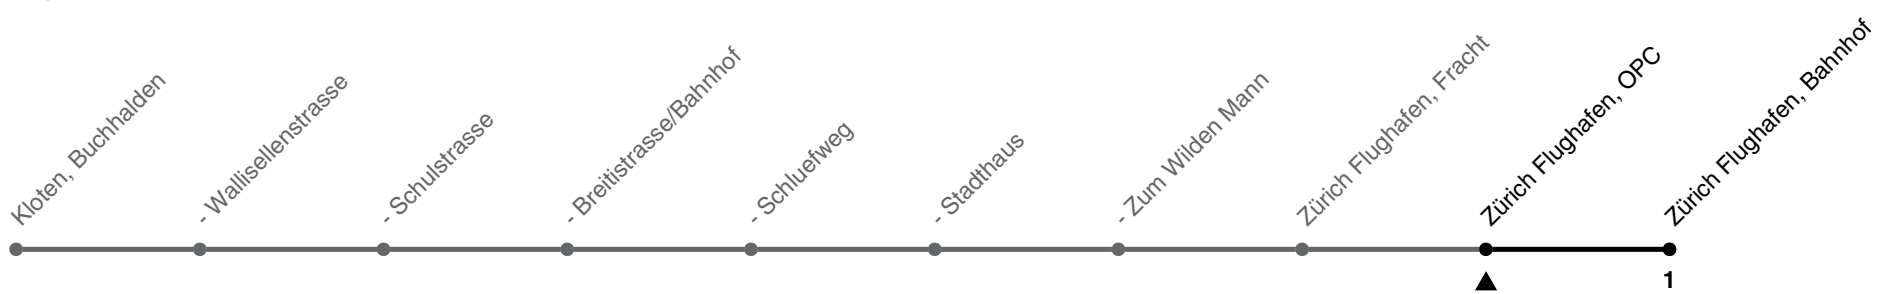 Kloten, Buchhalden
- Wallisellenstrasse
- Schulstrasse
- Breitistrasse/Bahnhof
- Schluefweg
- Stadthaus
- Zum Wilden Mann
Zürich Flughafen, Fracht
Zürich Flughafen, OPC
Zürich Flughafen, Bahnhof
1